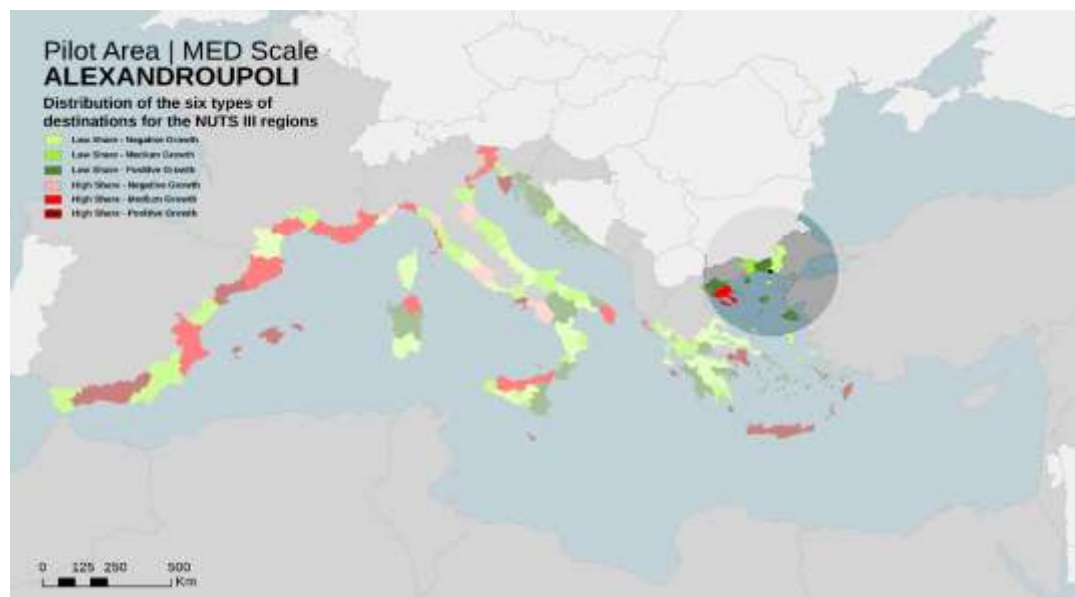 Pilot Area | MED Scale
ALEXANDROUPOLI
Distribution of the six types of
destinations for the NUTS III regions
Low Share - Negative Growth
Low Share - Medium Growth
Low Share - Positive Growth
High Share - Negative Growth
High Share - Medium Growth
High Share - Positive Growth
0 125 250 500
Km